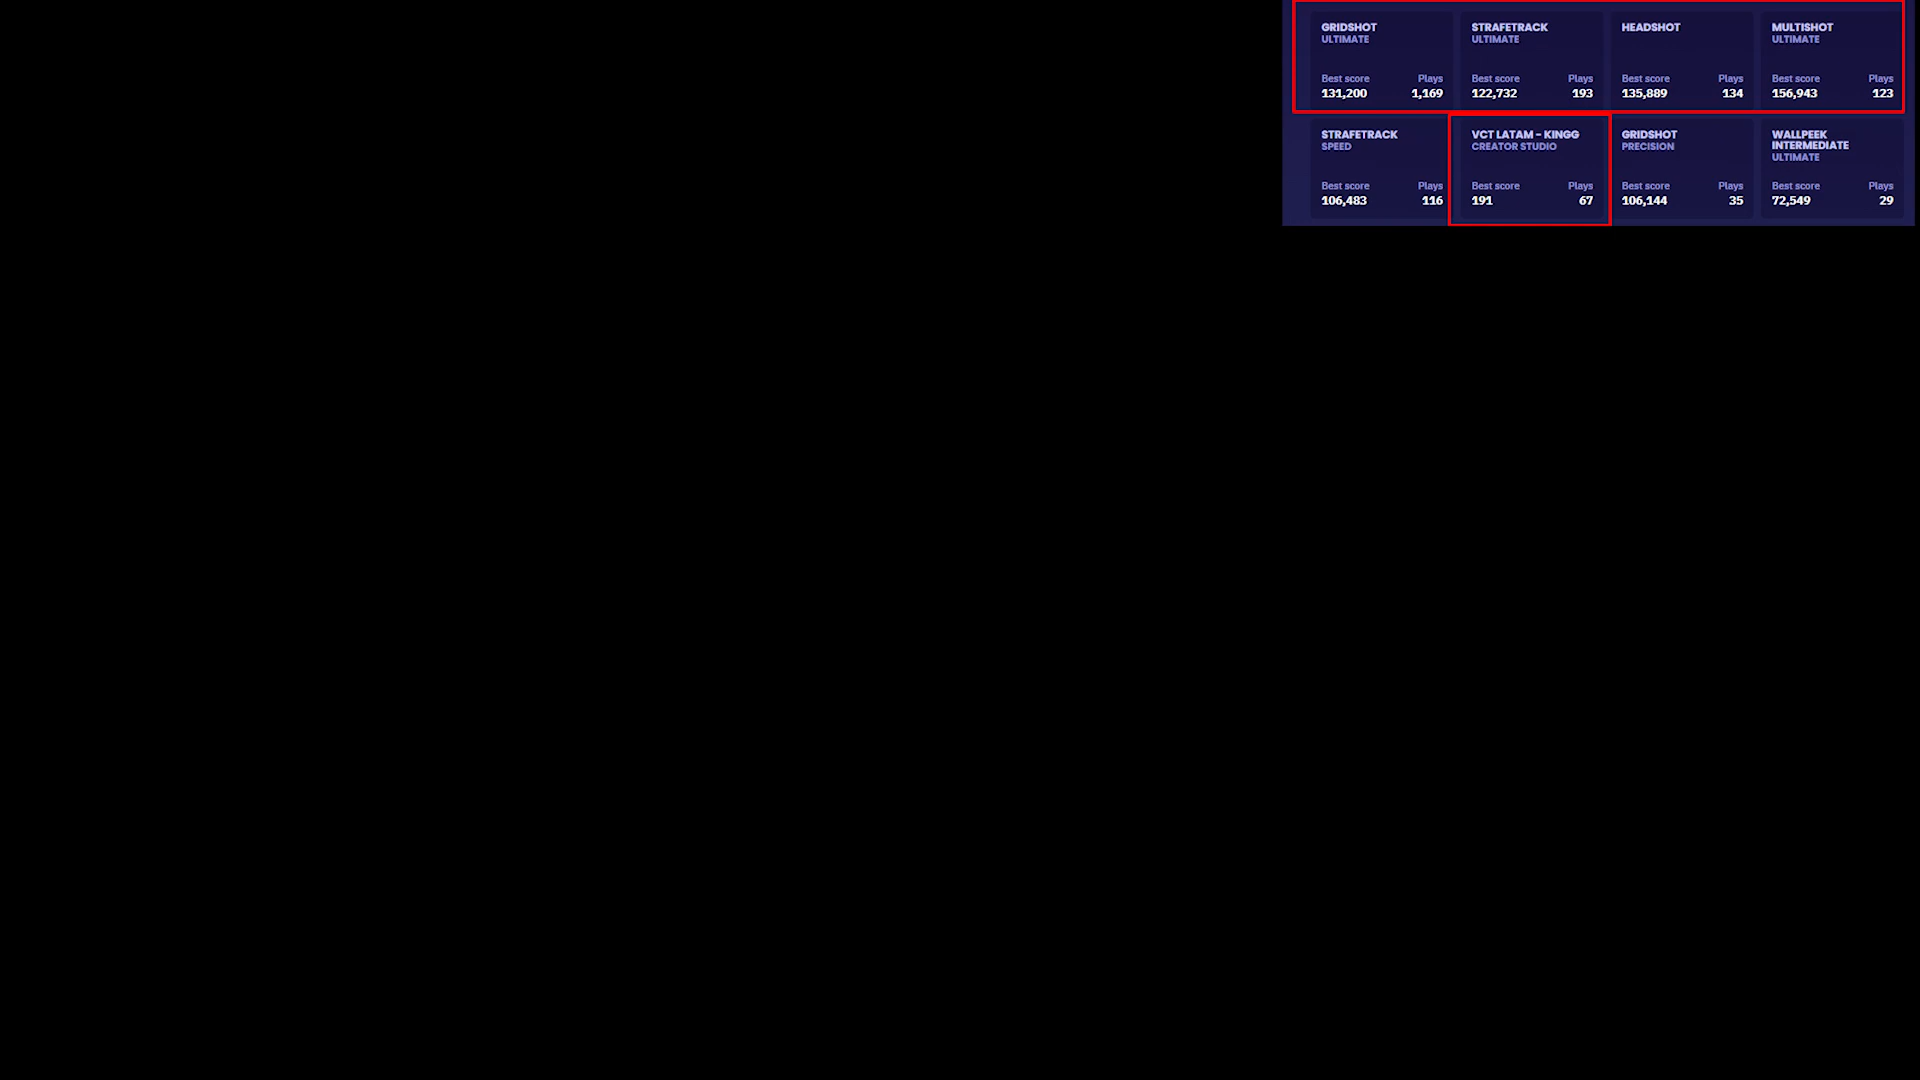 GRIDSHOT
ULTIMATE
Best score Plays
131,200 1,169
STRAFETRACK
ULTIMATE
Best score Plays
122,732 193
HEADSHOT
Best score Plays
135,889 134
MULTISHOT
ULTIMATE
Best score Plays
156,943 123
STRAFETRACK
SPEED
Best score Plays
106,483 116
VCT LATAM - KINGG
CREATOR STUDIO
Best score Plays
191 67
GRIDSHOT
PRECISION
Best score Plays
106,144 35
WALLPEEK
INTERMEDIATE
ULTIMATE
Best score Plays
72,549 29